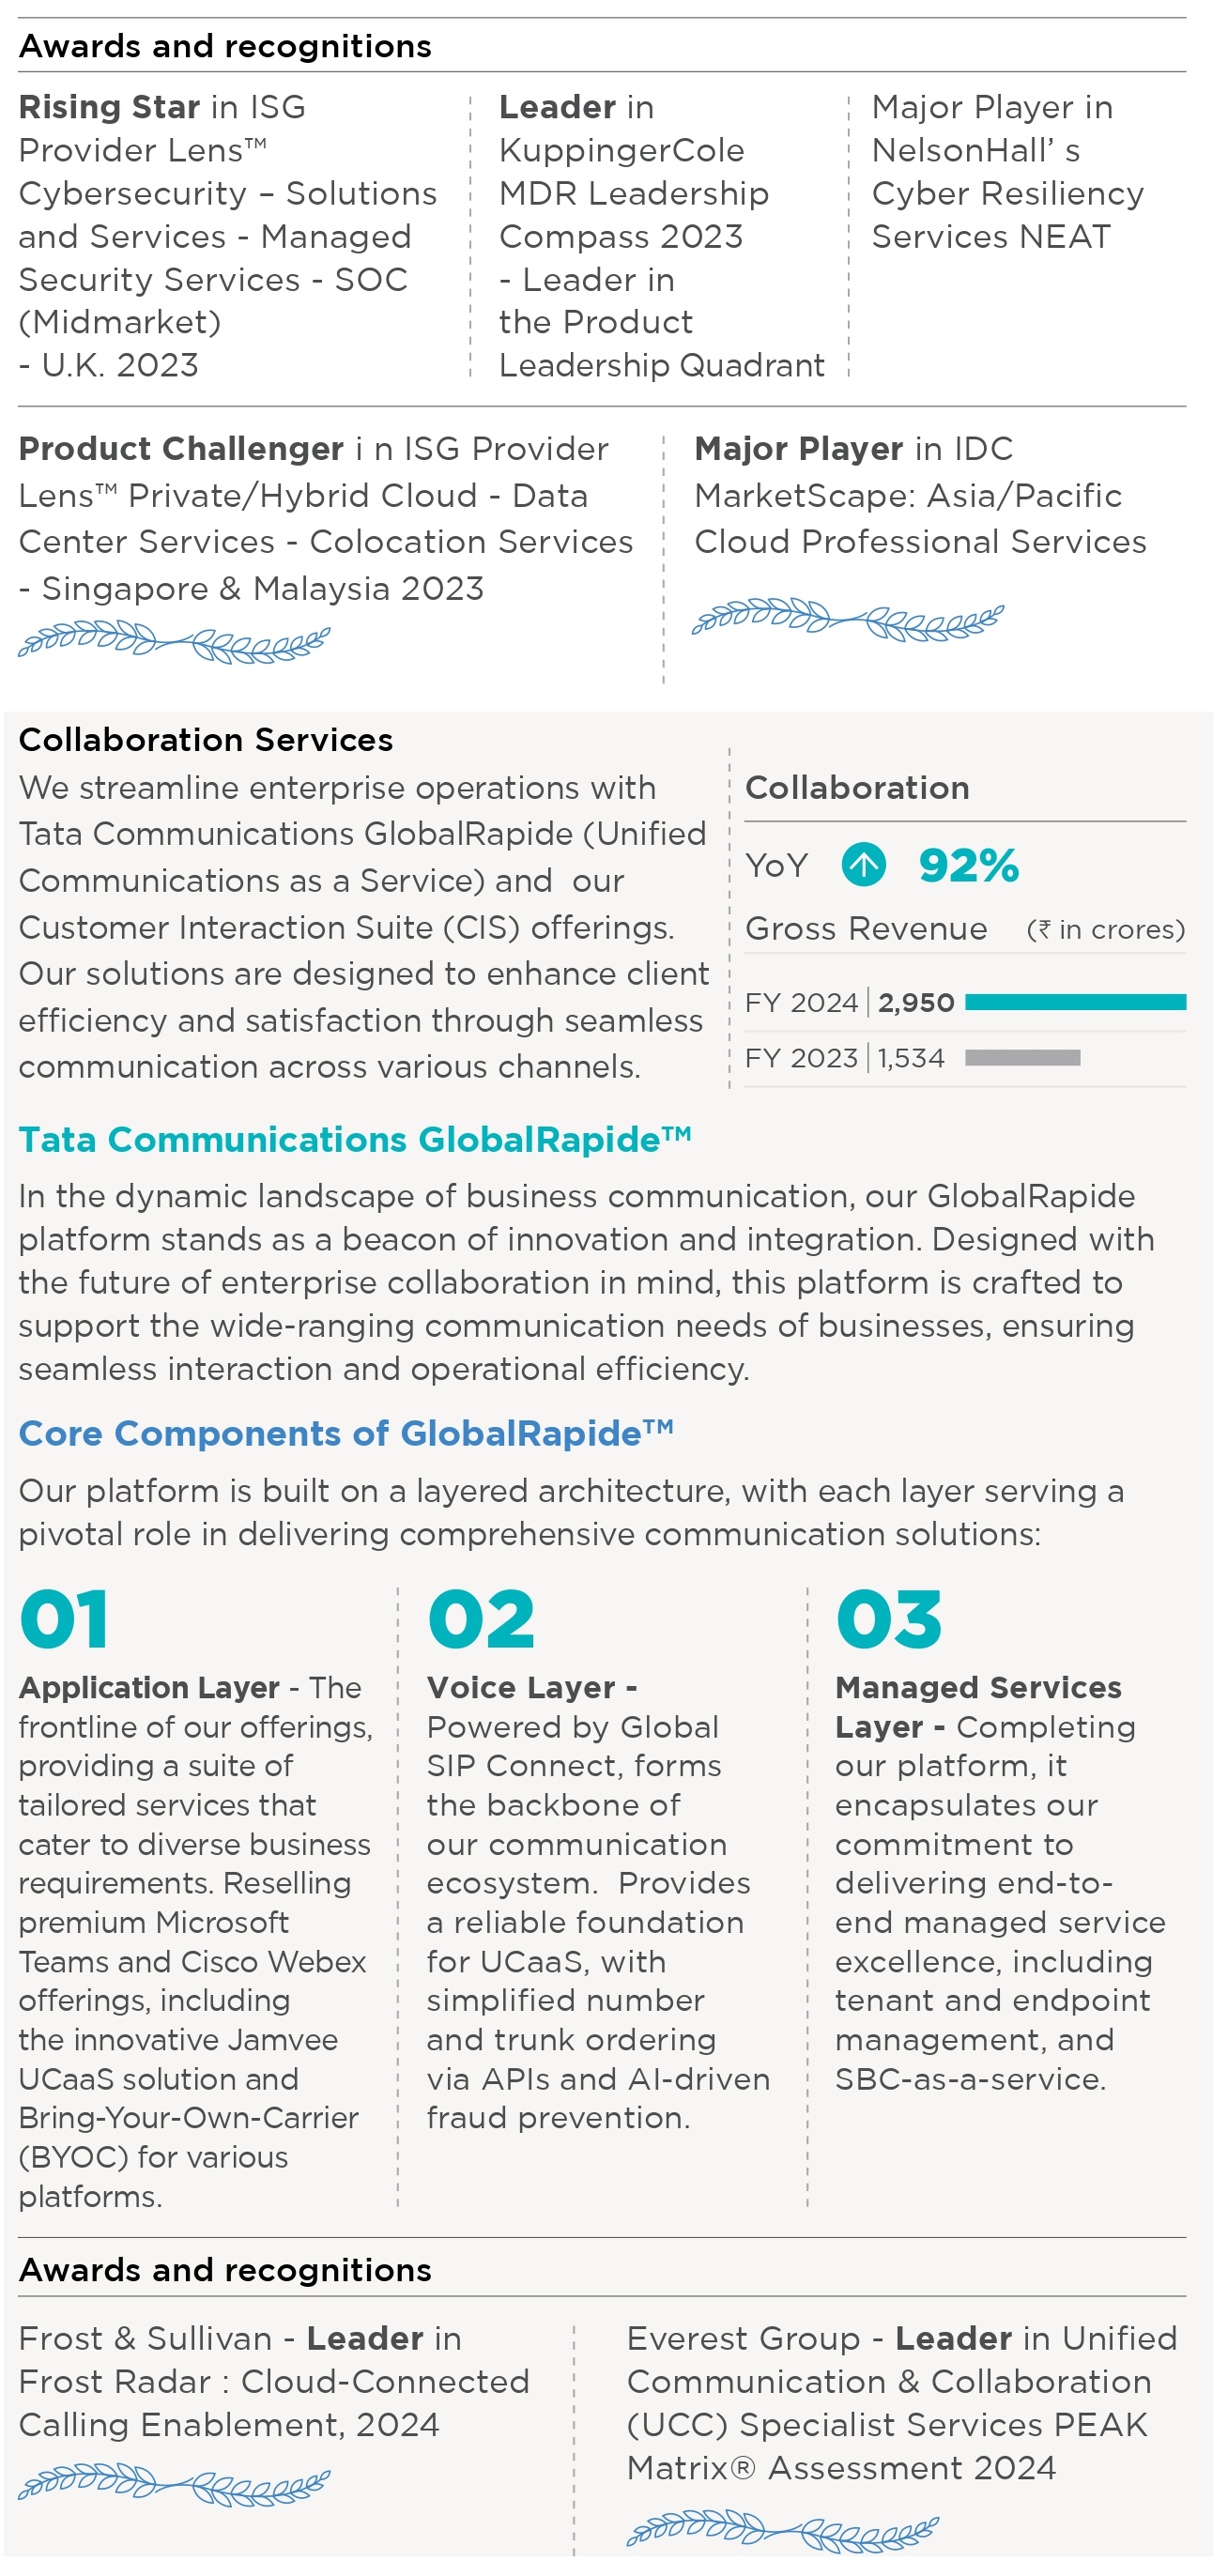 Awards and recognitions
Rising Star in ISG
Provider Lens™
Cybersecurity – Solutions
and Services - Managed
Security Services - SOC
(Midmarket)
- U.K. 2023
Leader in
KuppingerCole
MDR Leadership
Compass 2023
- Leader in
the Product
Leadership Quadrant
Major Player in
NelsonHall’ s
Cyber Resiliency
Services NEAT
Product Challenger i n ISG Provider
Lens™ Private/Hybrid Cloud - Data
Center Services - Colocation Services
- Singapore & Malaysia 2023
Major Player in IDC
MarketScape: Asia/Pacific
Cloud Professional Services
Collaboration Services
We streamline enterprise operations with
Tata Communications GlobalRapide (Unified
Communications as a Service) and  our
Customer Interaction Suite (CIS) offerings.
Our solutions are designed to enhance client
efficiency and satisfaction through seamless
communication across various channels.
Collaboration
YoY 92%
Gross Revenue (₹ in crores)
FY 2024 | 2,950
FY 2023 | 1,534
Tata Communications GlobalRapide™
In the dynamic landscape of business communication, our GlobalRapide
platform stands as a beacon of innovation and integration. Designed with
the future of enterprise collaboration in mind, this platform is crafted to
support the wide-ranging communication needs of businesses, ensuring
seamless interaction and operational efficiency.
Core Components of GlobalRapide™
Our platform is built on a layered architecture, with each layer serving a
pivotal role in delivering comprehensive communication solutions:
01
Application Layer - The
frontline of our offerings,
providing a suite of
tailored services that
cater to diverse business
requirements. Reselling
premium Microsoft
Teams and Cisco Webex
offerings, including
the innovative Jamvee
UCaaS solution and
Bring-Your-Own-Carrier
(BYOC) for various
platforms.
02
Voice Layer -
Powered by Global
SIP Connect, forms
the backbone of
our communication
ecosystem.  Provides
a reliable foundation
for UCaaS, with
simplified number
and trunk ordering
via APIs and AI-driven
fraud prevention.
03
Managed Services
Layer - Completing
our platform, it
encapsulates our
commitment to
delivering end-to-
end managed service
excellence, including
tenant and endpoint
management, and
SBC-as-a-service.
Awards and recognitions
Frost & Sullivan - Leader in
Frost Radar : Cloud-Connected
Calling Enablement, 2024
Everest Group - Leader in Unified
Communication & Collaboration
(UCC) Specialist Services PEAK
Matrix® Assessment 2024